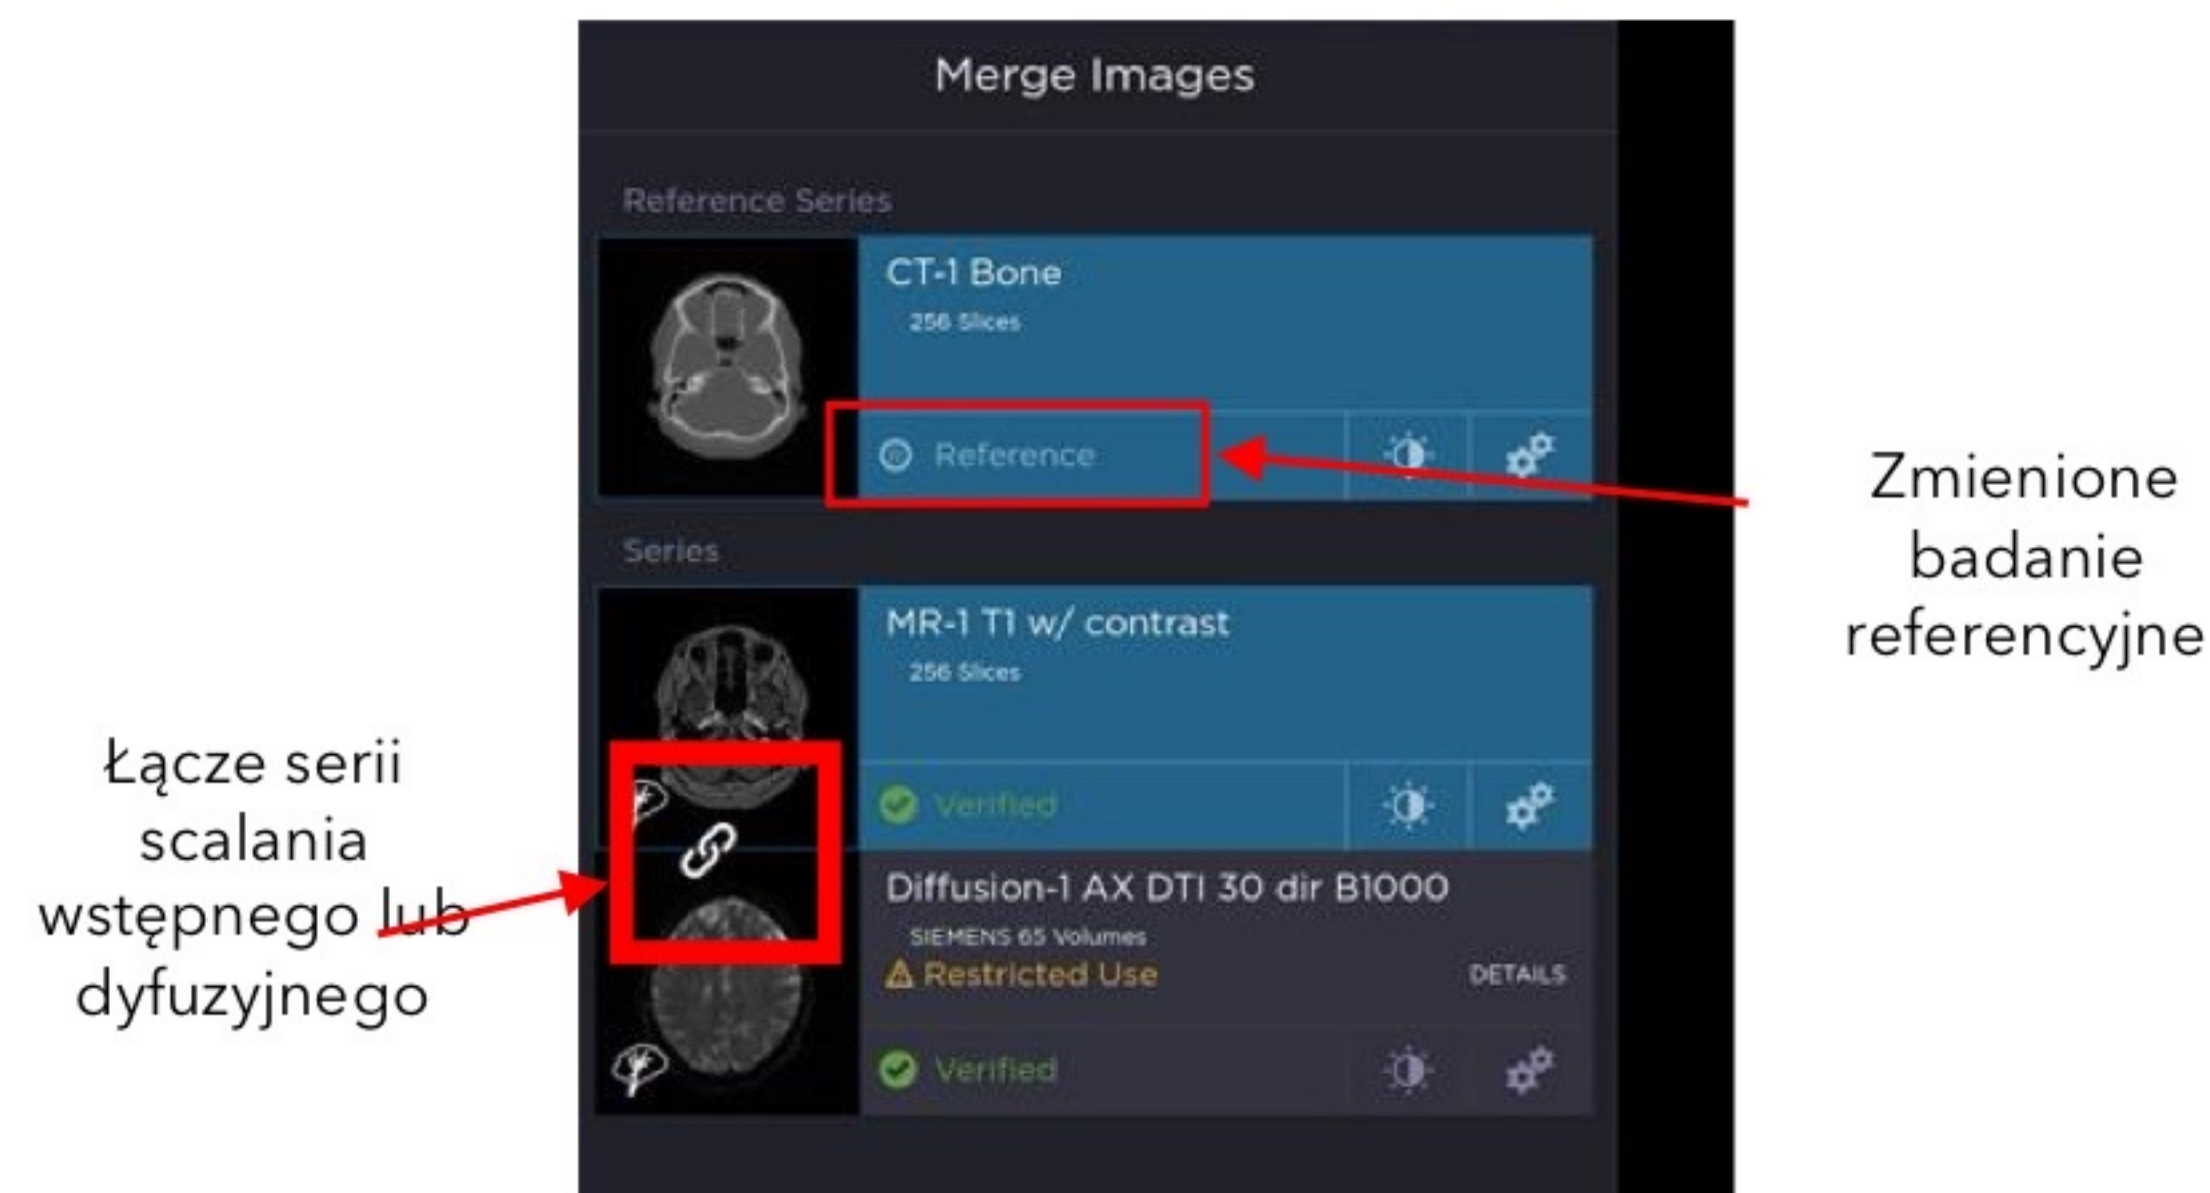 Merge Images
Reference Series
CT-1 Bone
256 Slices
Reference
Zmienione
badanie
referencyjne
Series
MR-1 T1 w/ contrast
256 Slices
Verified
Łącze serii
scalania
wstępnego lub
dyfuzyjnego
Diffusion-1 AX DTI 30 dir B1000
SIEMENS 65 Volumes
Restricted Use
DETAILS
Verified